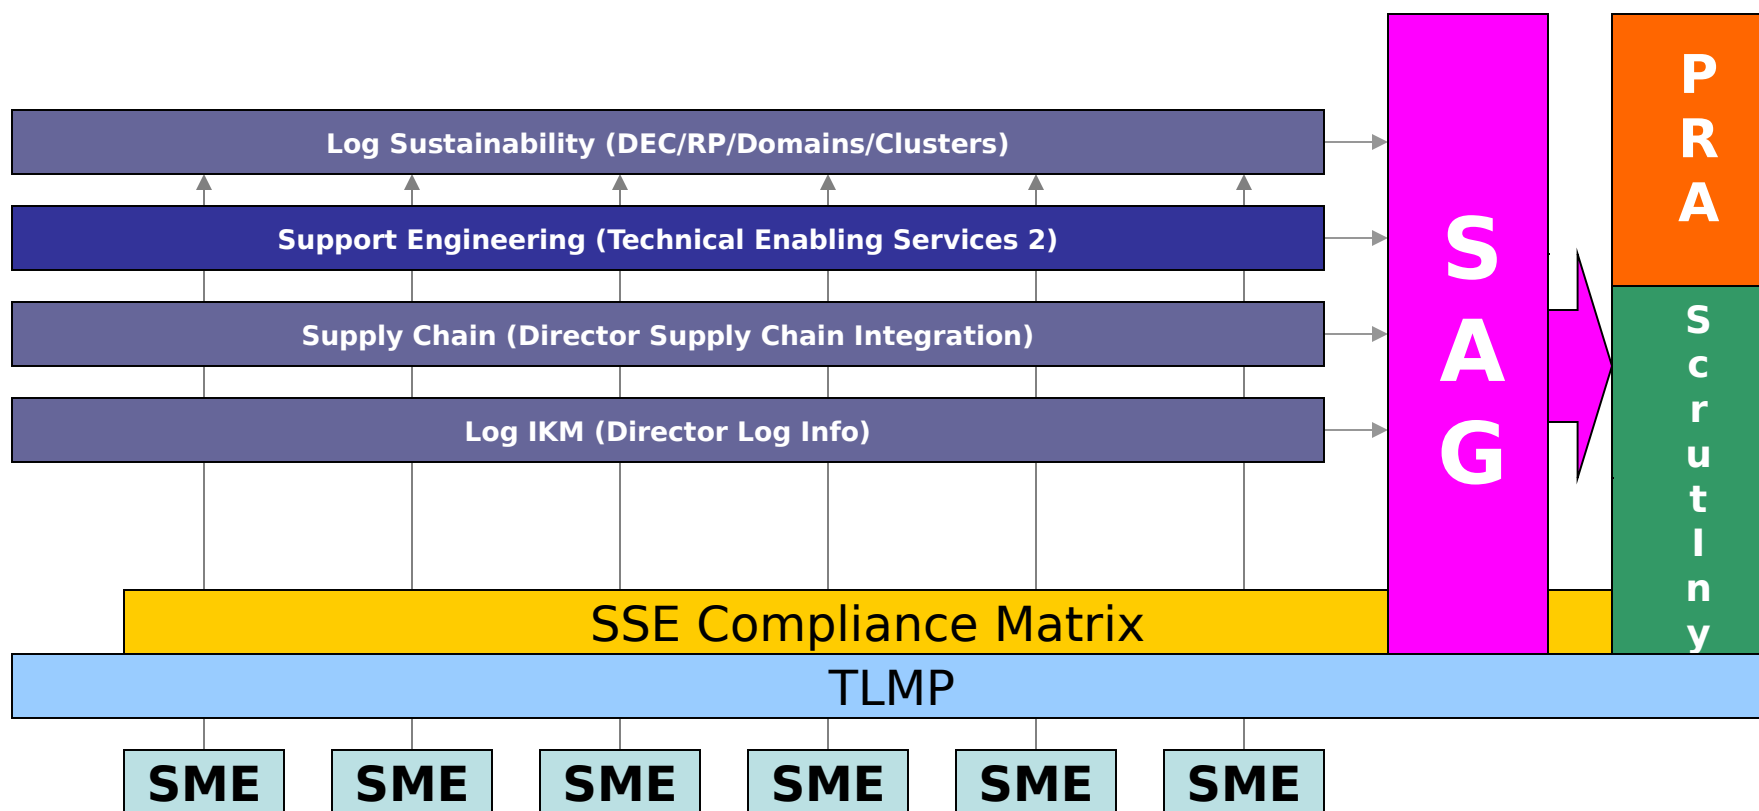 Log Sustainability (DEC/RP/Domains/Clusters)
Support Engineering (Technical Enabling Services 2)
Supply Chain (Director Supply Chain Integration)
Log IKM (Director Log Info)
S
A
G
P
R
A
S
c
r
u
t
I
n
y
SSE Compliance Matrix
TLMP
SME SME SME SME SME SME